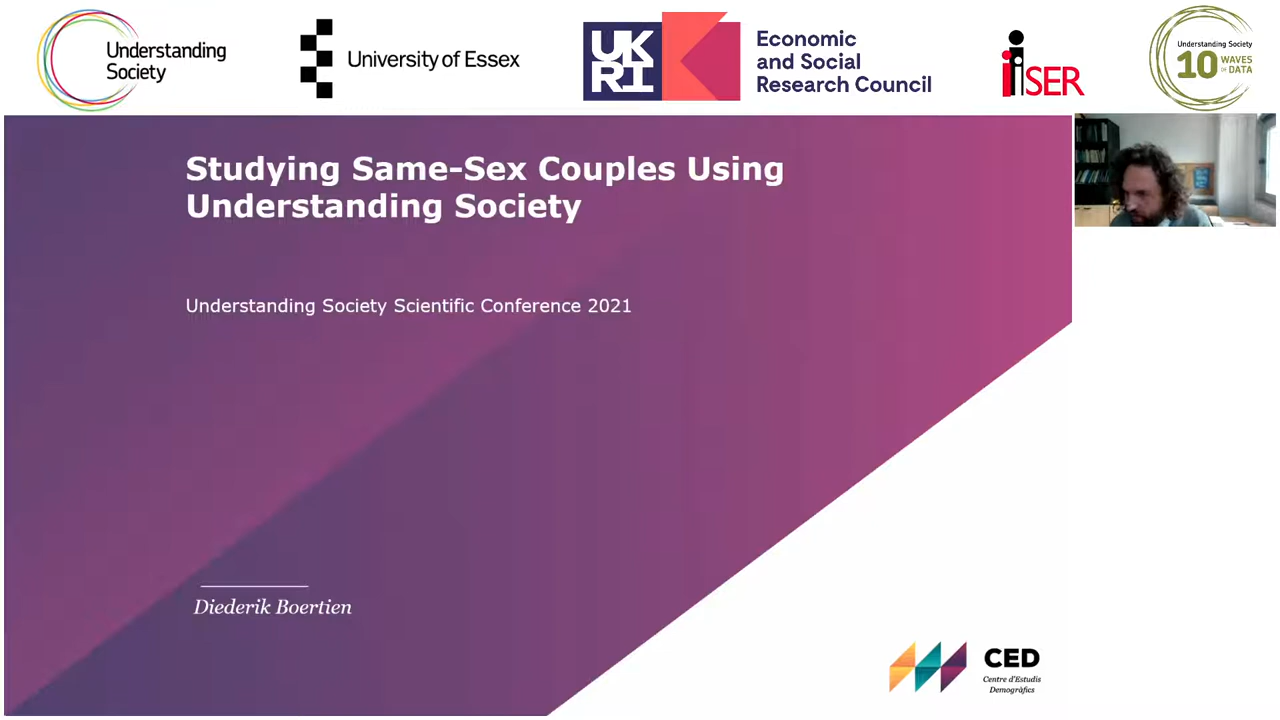 Understanding
Society
University of Essex
UK
RI
Economic
and Social
Research Council
iSER
Understanding Society
10 WAVES
OF DATA
Studying Same-Sex Couples Using
Understanding Society
Understanding Society Scientific Conference 2021
Diederik Boertien
CED
Centre d'Estudis
Demogràfics